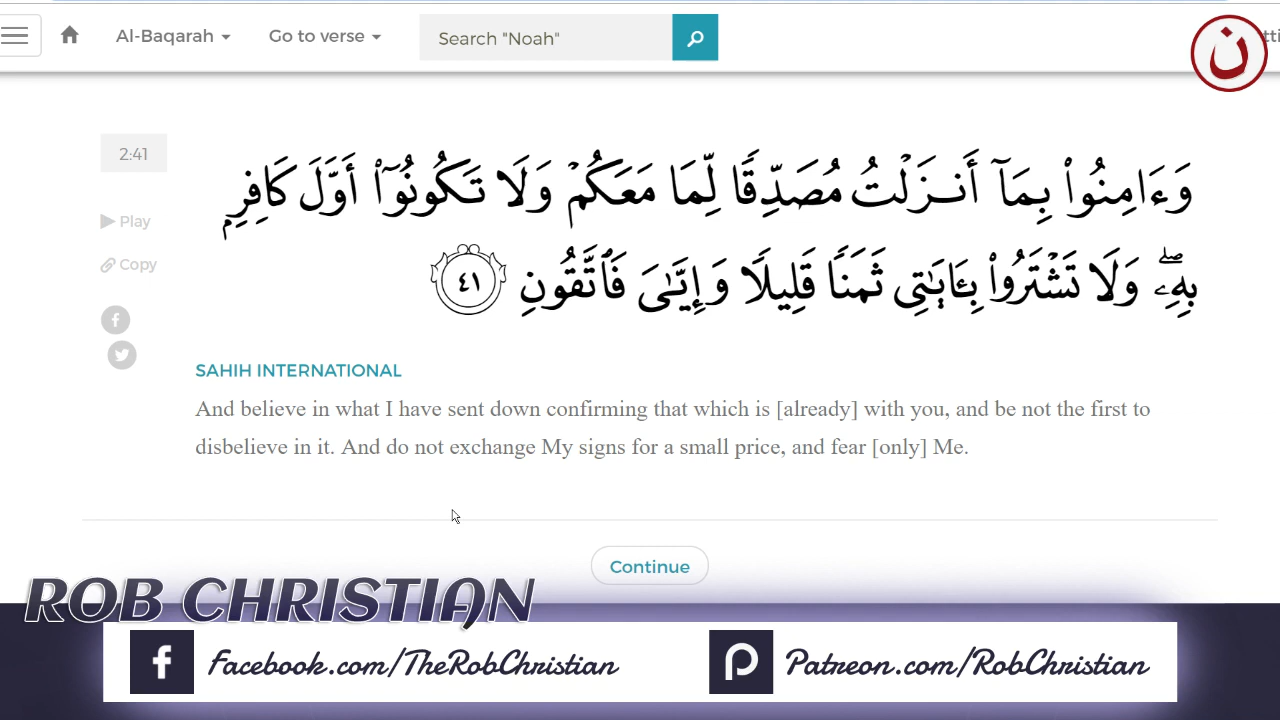 Al-Baqarah
Go to verse
Search "Noah"
ن
2:41
Play
Copy
وَءَامِنُوا۟ بِمَآ أَنزَلْتُ مُصَدِّقًا لِّمَا مَعَكُمْ وَلَا تَكُونُوٓا۟ أَوَّلَ كَافِرٍۭ
بِهِۦ ۖ وَلَا تَشْتَرُوا۟ بِـَٔايَـٰتِى ثَمَنًا قَلِيلًا وَإِيَّـٰىَ فَٱتَّقُونِ ٤١
SAHIH INTERNATIONAL
And believe in what I have sent down confirming that which is [already] with you, and be not the first to
disbelieve in it. And do not exchange My signs for a small price, and fear [only] Me.
Continue
ROB CHRISTIAN
Facebook.com/TheRobChristian
Patreon.com/RobChristian